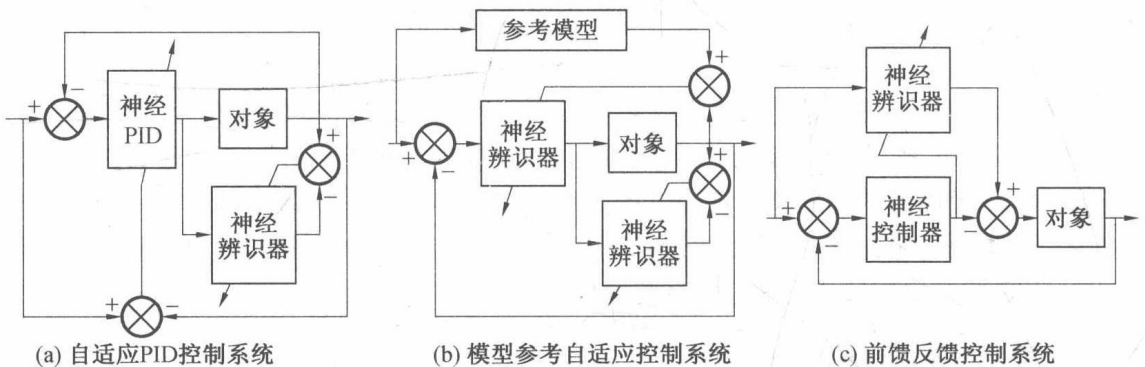 神经
PID
对象
神经
辨识器
+
−
+
−
+
−
(a) 自适应PID控制系统
参考模型
神经
辨识器
对象
神经
辨识器
+
−
+
+
−
+
−
(b) 模型参考自适应控制系统
神经
辨识器
神经
控制器
对象
+
−
+
−
(c) 前馈反馈控制系统